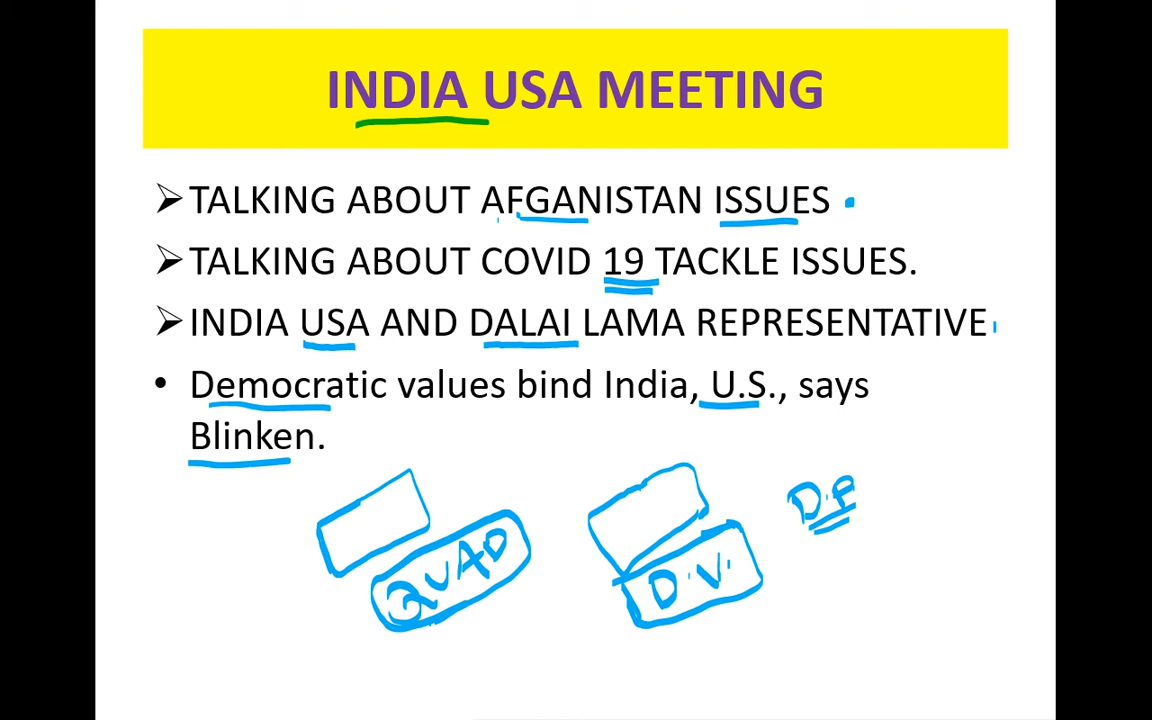 INDIA USA MEETING
➢TALKING ABOUT AFGANISTAN ISSUES
➢TALKING ABOUT COVID 19 TACKLE ISSUES.
➢INDIA USA AND DALAI LAMA REPRESENTATIVE
• Democratic values bind India, U.S., says
Blinken.
D.P
QUAD
D.V.